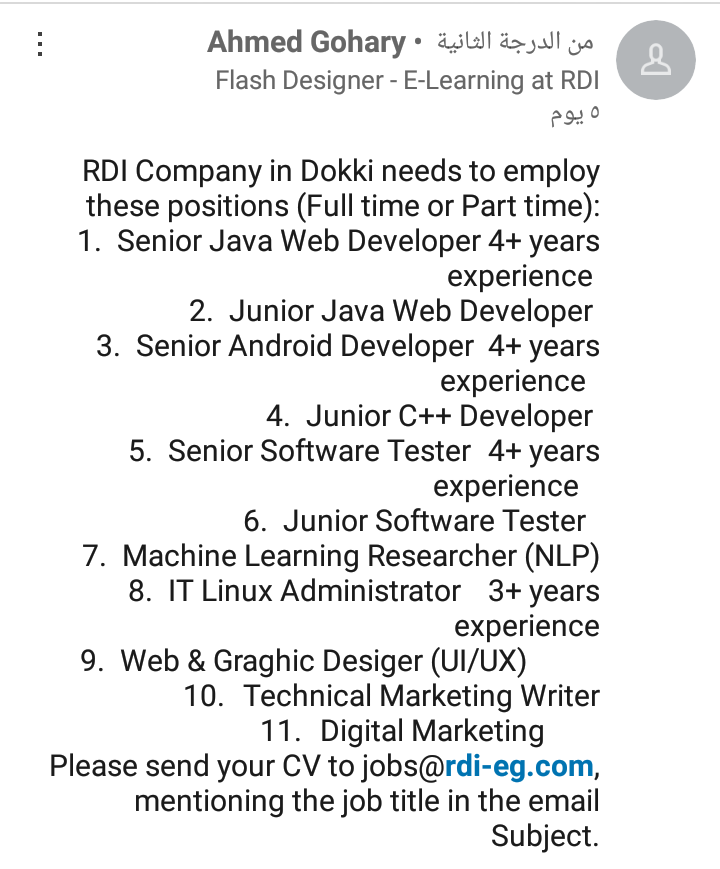 Ahmed Gohary • من الدرجة الثانية
Flash Designer - E-Learning at RDI
٥ يوم
RDI Company in Dokki needs to employ
these positions (Full time or Part time):
1. Senior Java Web Developer 4+ years
experience
2. Junior Java Web Developer
3. Senior Android Developer 4+ years
experience
4. Junior C++ Developer
5. Senior Software Tester 4+ years
experience
6. Junior Software Tester
7. Machine Learning Researcher (NLP)
8. IT Linux Administrator 3+ years
experience
9. Web & Graghic Desiger (UI/UX)
10. Technical Marketing Writer
11. Digital Marketing
Please send your CV to jobs@rdi-eg.com,
mentioning the job title in the email
Subject.